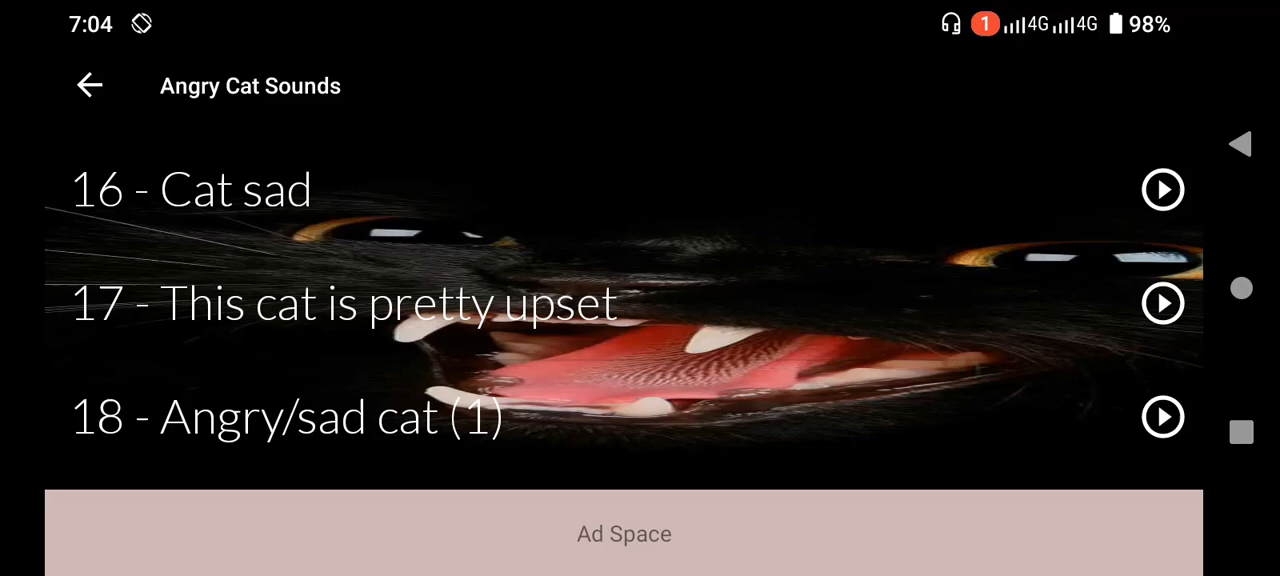 7:04 1 4G 4G 98%
Angry Cat Sounds
16 - Cat sad
17 - This cat is pretty upset
18 - Angry/sad cat (1)
Ad Space